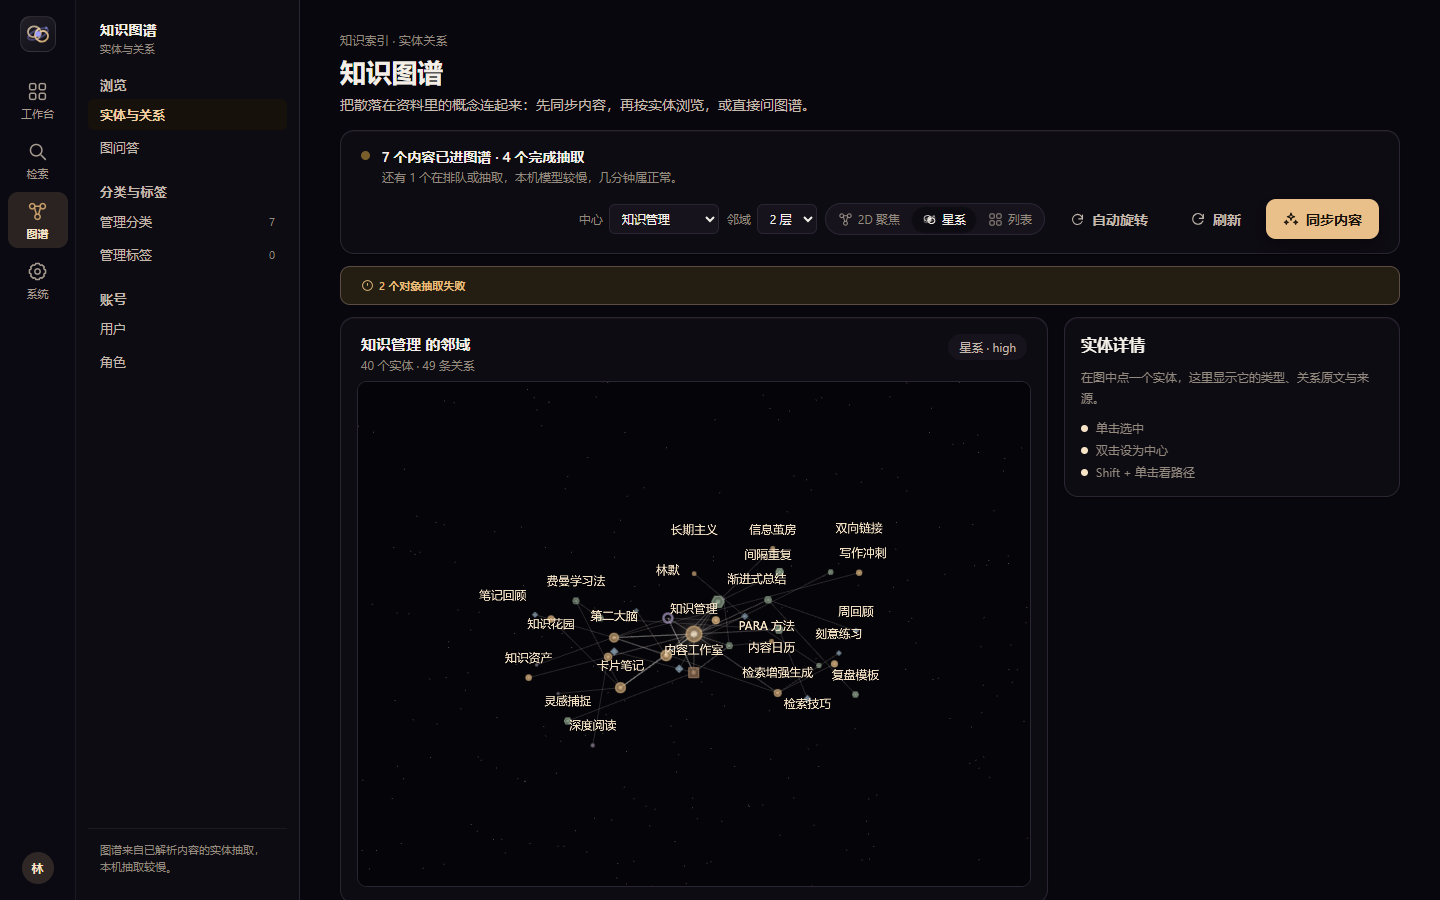 工作台
检索
图谱
系统
林
知识图谱
实体与关系
浏览
实体与关系
图问答
分类与标签
管理分类 7
管理标签 0
账号
用户
角色
图谱来自已解析内容的实体抽取，
本机抽取较慢。
知识索引 · 实体关系
知识图谱
把散落在资料里的概念连起来：先同步内容，再按实体浏览，或直接问图谱。
7 个内容已进图谱 · 4 个完成抽取
还有 1 个在排队或抽取，本机模型较慢，几分钟属正常。
中心 知识管理 邻域 2 层 2D 聚焦 星系 列表 自动旋转 刷新 同步内容
2 个对象抽取失败
知识管理 的邻域
40 个实体 · 49 条关系
星系 · high
长期主义 信息茧房 双向链接
间隔重复 写作冲刺
林默 渐进式总结
费曼学习法
笔记回顾
第二大脑 知识管理 周回顾
知识花园 PARA 方法 刻意练习
内容工作室 内容日历
知识资产 卡片笔记 检索增强生成 复盘模板
灵感捕捉 检索技巧
深度阅读
实体详情
在图中点一个实体，这里显示它的类型、关系原文与来
源。
单击选中
双击设为中心
Shift + 单击看路径